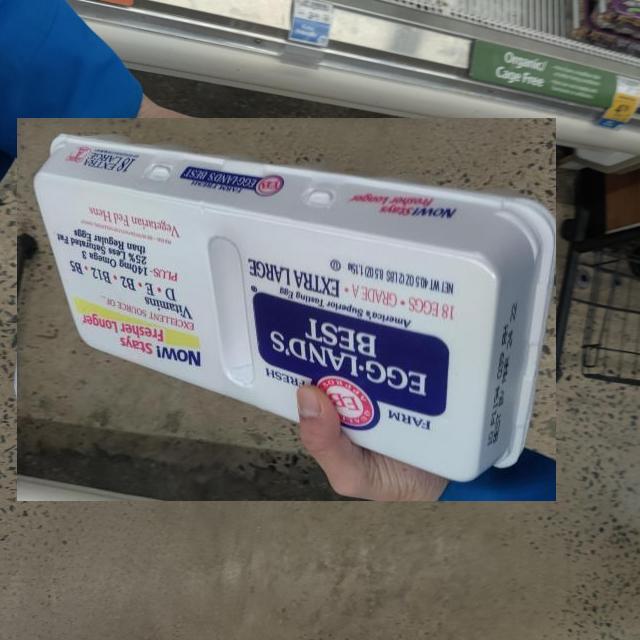 Organic/
Cage Free
18 EXTRA
LARGE
FARM FRESH
EGG·LAND'S BEST
EB
NOW! Stays
Fresher Longer
FARM FRESH
EB
EGG·LAND'S
BEST
America's Superior Tasting Egg
18 EGGS • GRADE A • EXTRA LARGE
NET WT 40.5 OZ (2 LBS 8.5 OZ) 1.15kg
NOW! Stays
Fresher Longer
EXCELLENT SOURCE OF
Vitamins
D • E • B2 • B12 • B5
PLUS - 140mg Omega 3
25% Less Saturated Fat
than Regular Eggs
Vegetarian Fed Hens